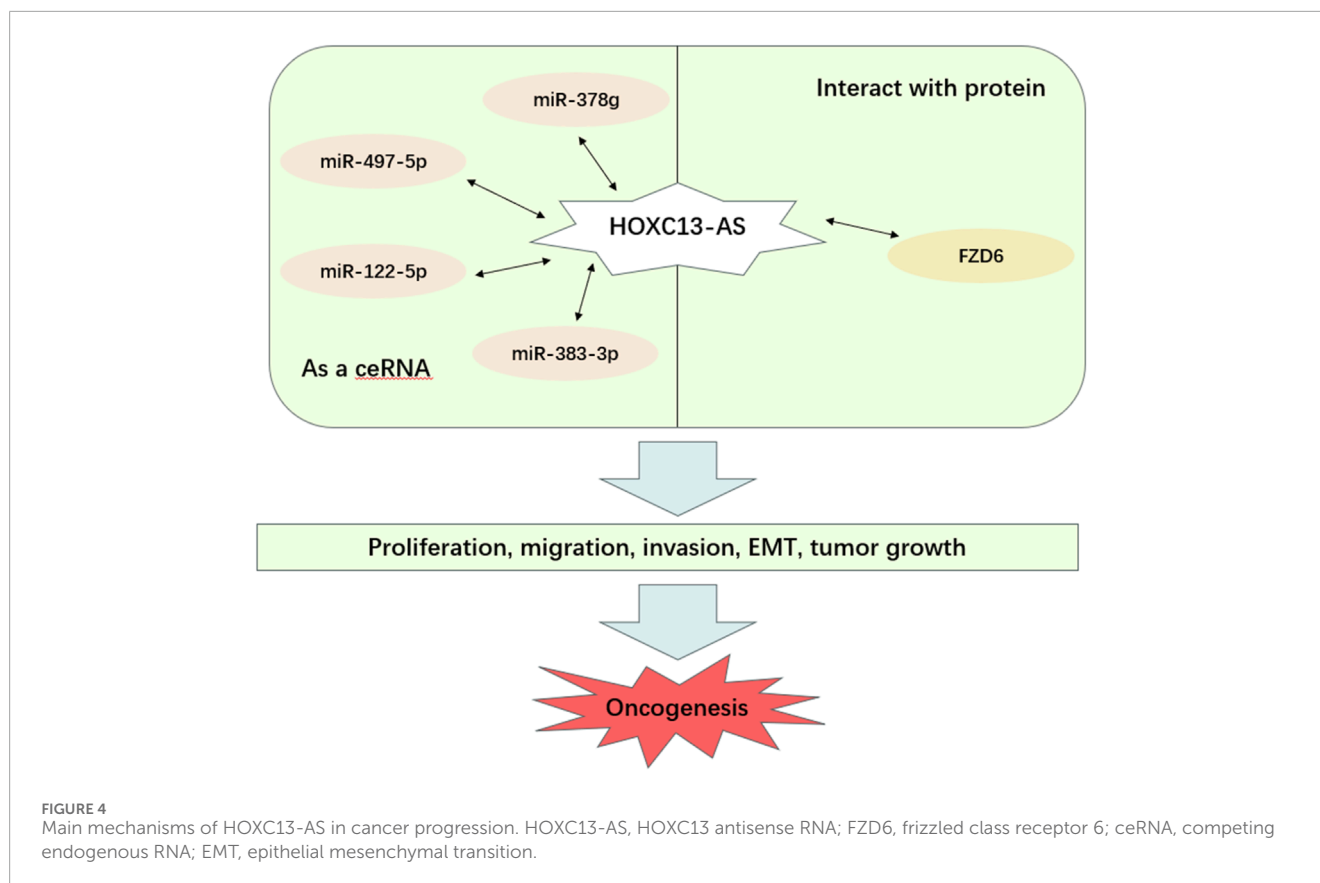 miR-378g
Interact with protein
miR-497-5p
HOXC13-AS
miR-122-5p
FZD6
miR-383-3p
As a ceRNA
Proliferation, migration, invasion, EMT, tumor growth
Oncogenesis
FIGURE 4
Main mechanisms of HOXC13-AS in cancer progression. HOXC13-AS, HOXC13 antisense RNA; FZD6, frizzled class receptor 6; ceRNA, competing
endogenous RNA; EMT, epithelial mesenchymal transition.